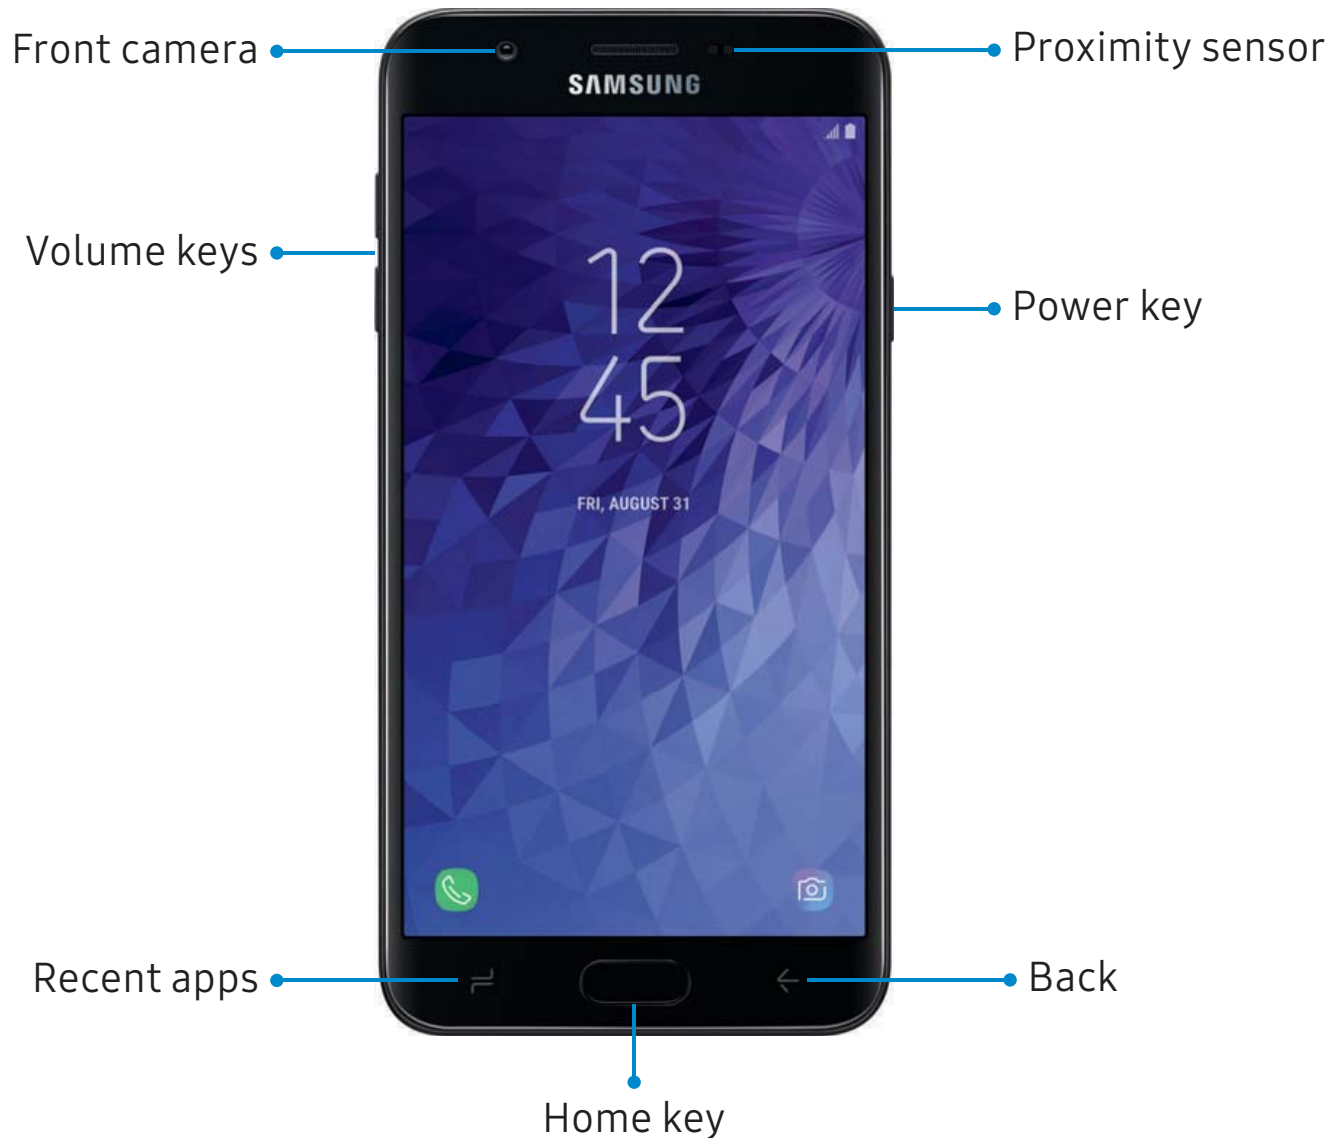 Front camera
Proximity sensor
SAMSUNG
Volume keys
12
45
Power key
FRI, AUGUST 31
Recent apps
Back
Home key